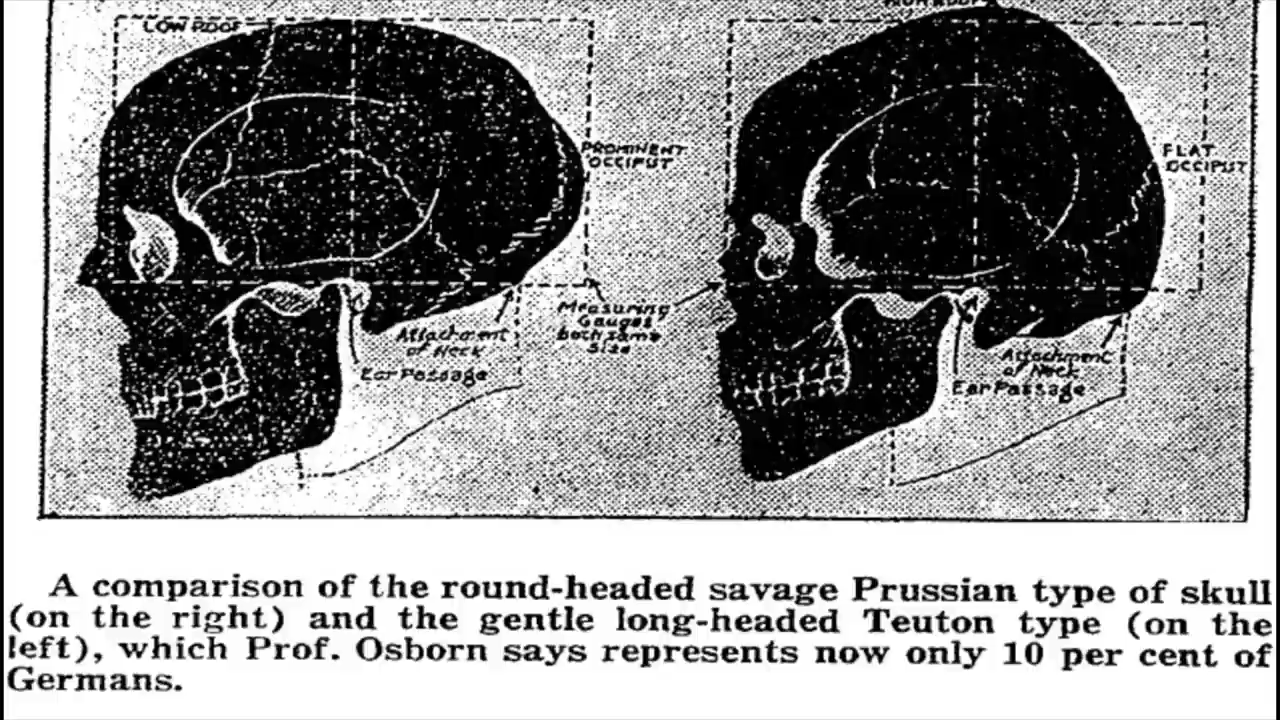 LOW ROOF
PROMINENT
OCCIPUT
FLAT
OCCIPUT
Measuring
Gauges
both same
Size
Attachment
of Neck
Ear Passage
Attachment
of Neck
Ear Passage
A comparison of the round-headed savage Prussian type of skull
(on the right) and the gentle long-headed Teuton type (on the
left), which Prof. Osborn says represents now only 10 per cent of
Germans.